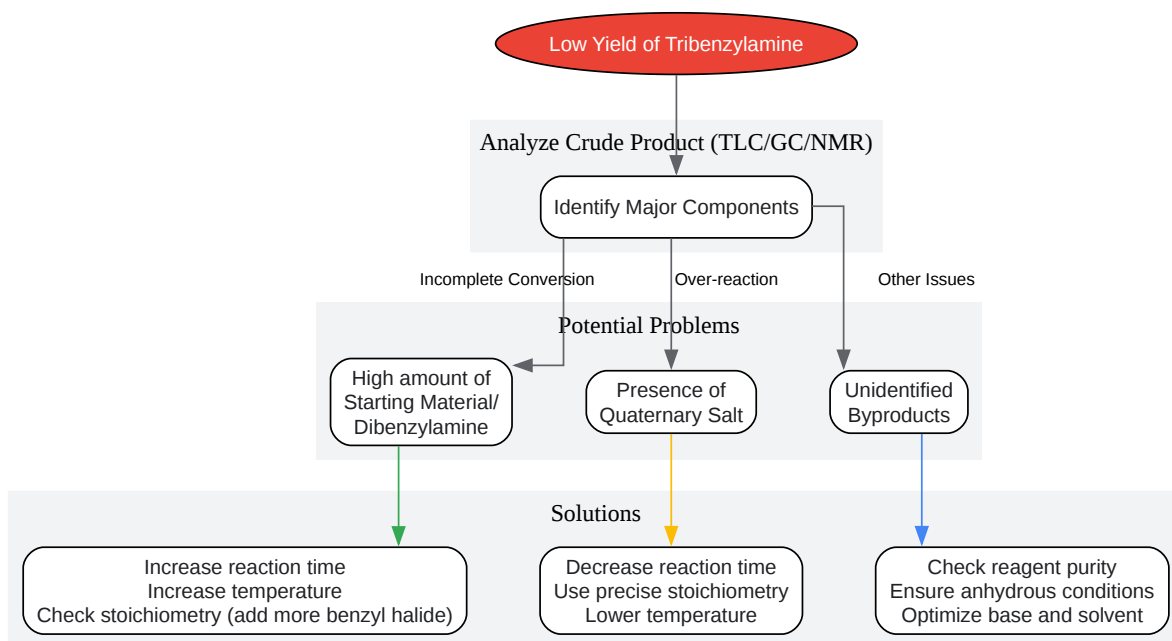 Low Yield of Tribenzylamine
Analyze Crude Product (TLC/GC/NMR)
Identify Major Components
Incomplete Conversion
Over-reaction
Other Issues
Potential Problems
High amount of
Starting Material/
Dibenzylamine
Presence of
Quaternary Salt
Unidentified
Byproducts
Solutions
Increase reaction time
Increase temperature
Check stoichiometry (add more benzyl halide)
Decrease reaction time
Use precise stoichiometry
Lower temperature
Check reagent purity
Ensure anhydrous conditions
Optimize base and solvent